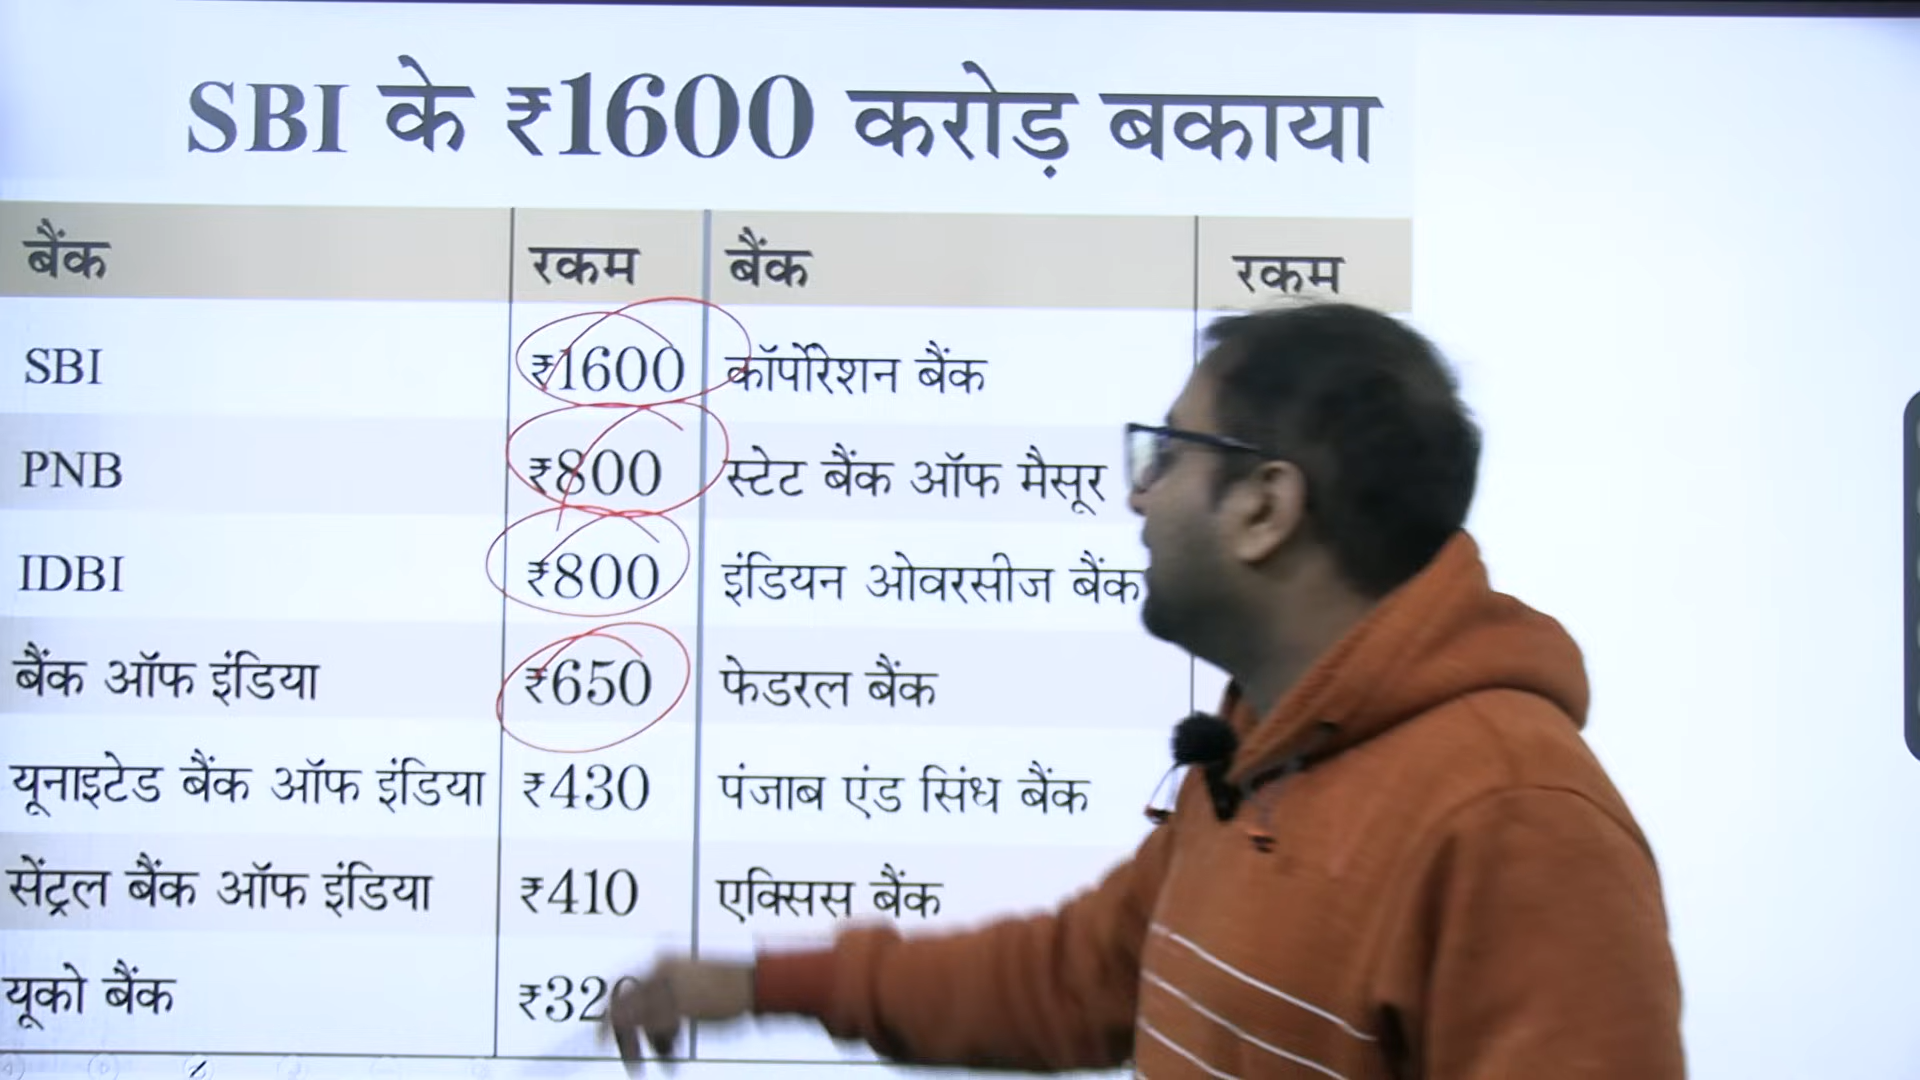 SBI के ₹1600 करोड़ बकाया
बैंक रकम बैंक रकम
SBI ₹1600 कॉर्पोरेशन बैंक
PNB ₹800 स्टेट बैंक ऑफ मैसूर
IDBI ₹800 इंडियन ओवरसीज बैंक
बैंक ऑफ इंडिया ₹650 फेडरल बैंक
यूनाइटेड बैंक ऑफ इंडिया ₹430 पंजाब एंड सिंध बैंक
सेंट्रल बैंक ऑफ इंडिया ₹410 एक्सिस बैंक
यूको बैंक